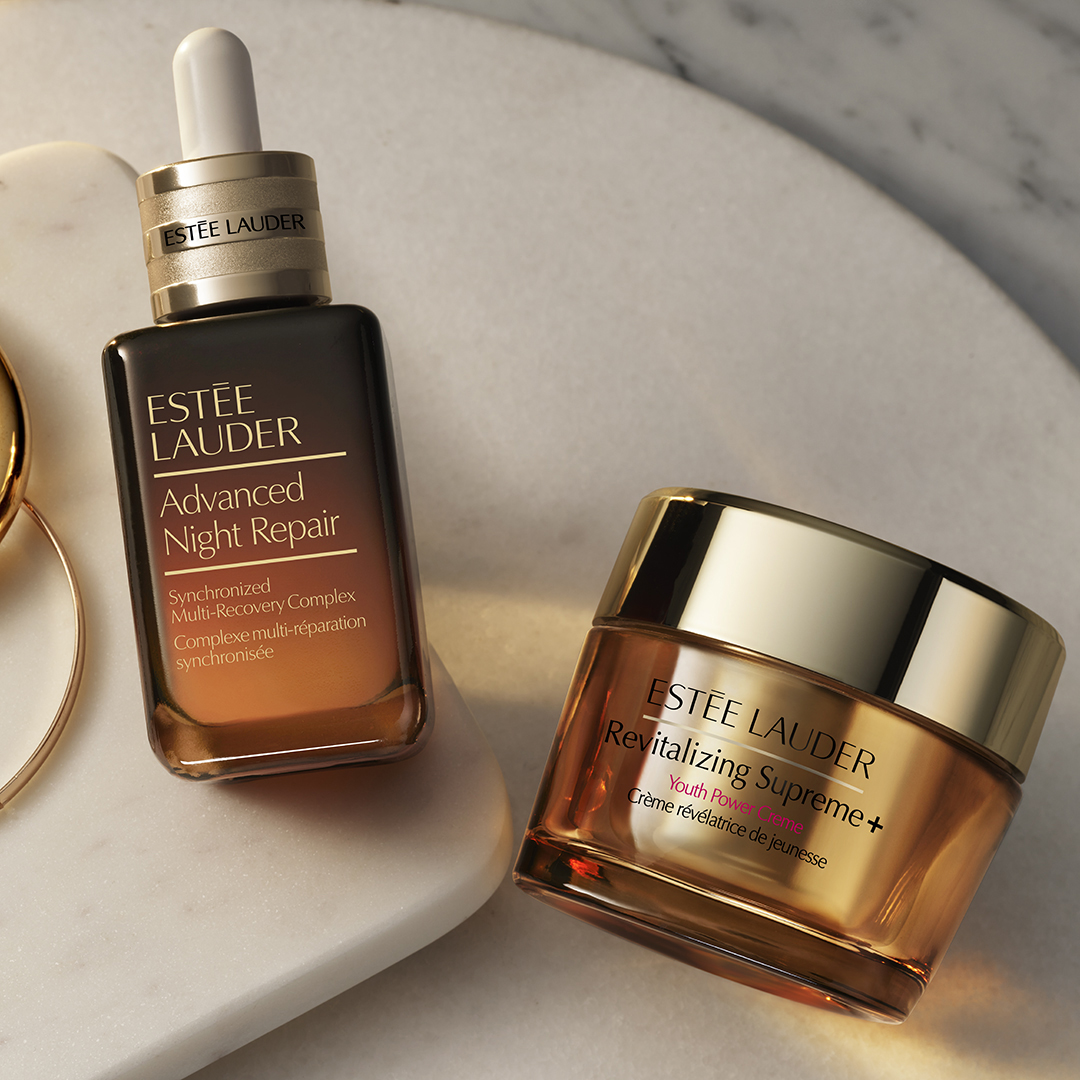 ESTĒE LAUDER
ESTĒE
LAUDER
Advanced
Night Repair
Synchronized
Multi-Recovery Complex
Complexe multi-réparation
synchronisée
ESTĒE LAUDER
Revitalizing Supreme+
Youth Power Creme
Crème révélatrice de jeunesse